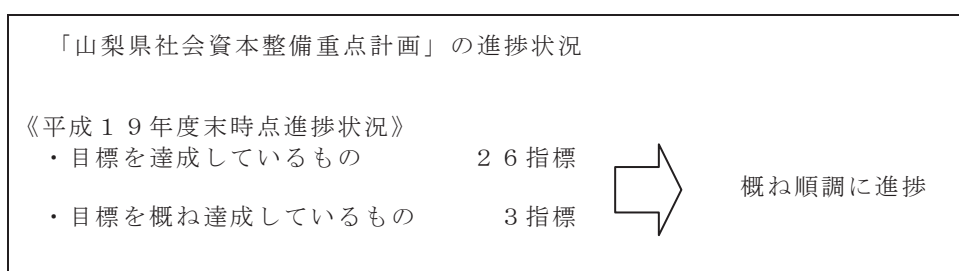 「山梨県社会資本整備重点計画」の進捗状況
《平成１９年度末時点進捗状況》
・目標を達成しているもの　　　　２６指標
・目標を概ね達成しているもの　　　３指標
概ね順調に進捗